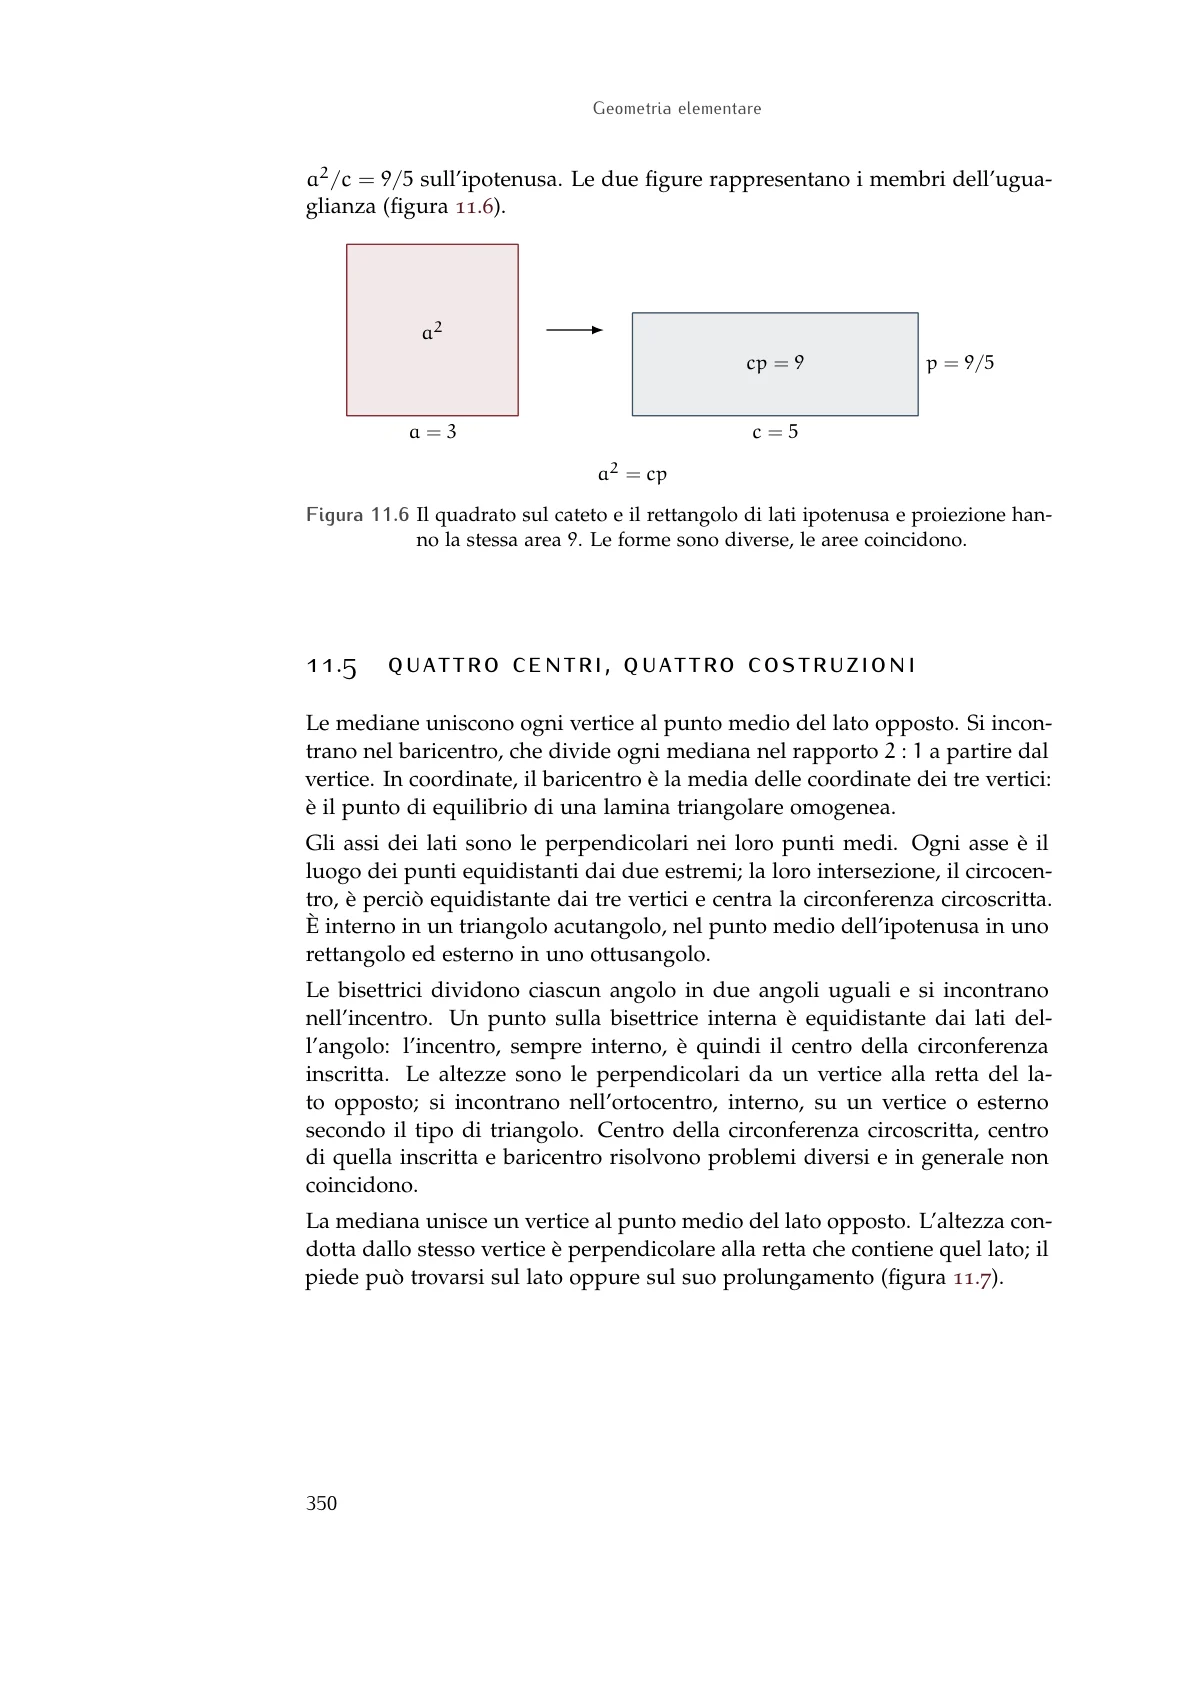 Geometria elementare
a²/c = 9/5 sull'ipotenusa. Le due figure rappresentano i membri dell'ugua-
glianza (figura 11.6).
a²
cp = 9
p = 9/5
a = 3
c = 5
a² = cp
Figura 11.6 Il quadrato sul cateto e il rettangolo di lati ipotenusa e proiezione han-
no la stessa area 9. Le forme sono diverse, le aree coincidono.
11.5 QUATTRO CENTRI, QUATTRO COSTRUZIONI
Le mediane uniscono ogni vertice al punto medio del lato opposto. Si incon-
trano nel baricentro, che divide ogni mediana nel rapporto 2 : 1 a partire dal
vertice. In coordinate, il baricentro è la media delle coordinate dei tre vertici:
è il punto di equilibrio di una lamina triangolare omogenea.
Gli assi dei lati sono le perpendicolari nei loro punti medi. Ogni asse è il
luogo dei punti equidistanti dai due estremi; la loro intersezione, il circocen-
tro, è perciò equidistante dai tre vertici e centra la circonferenza circoscritta.
È interno in un triangolo acutangolo, nel punto medio dell'ipotenusa in uno
rettangolo ed esterno in uno ottusangolo.
Le bisettrici dividono ciascun angolo in due angoli uguali e si incontrano
nell'incentro. Un punto sulla bisettrice interna è equidistante dai lati del-
l'angolo: l'incentro, sempre interno, è quindi il centro della circonferenza
inscritta. Le altezze sono le perpendicolari da un vertice alla retta del la-
to opposto; si incontrano nell'ortocentro, interno, su un vertice o esterno
secondo il tipo di triangolo. Centro della circonferenza circoscritta, centro
di quella inscritta e baricentro risolvono problemi diversi e in generale non
coincidono.
La mediana unisce un vertice al punto medio del lato opposto. L'altezza con-
dotta dallo stesso vertice è perpendicolare alla retta che contiene quel lato; il
piede può trovarsi sul lato oppure sul suo prolungamento (figura 11.7).
350